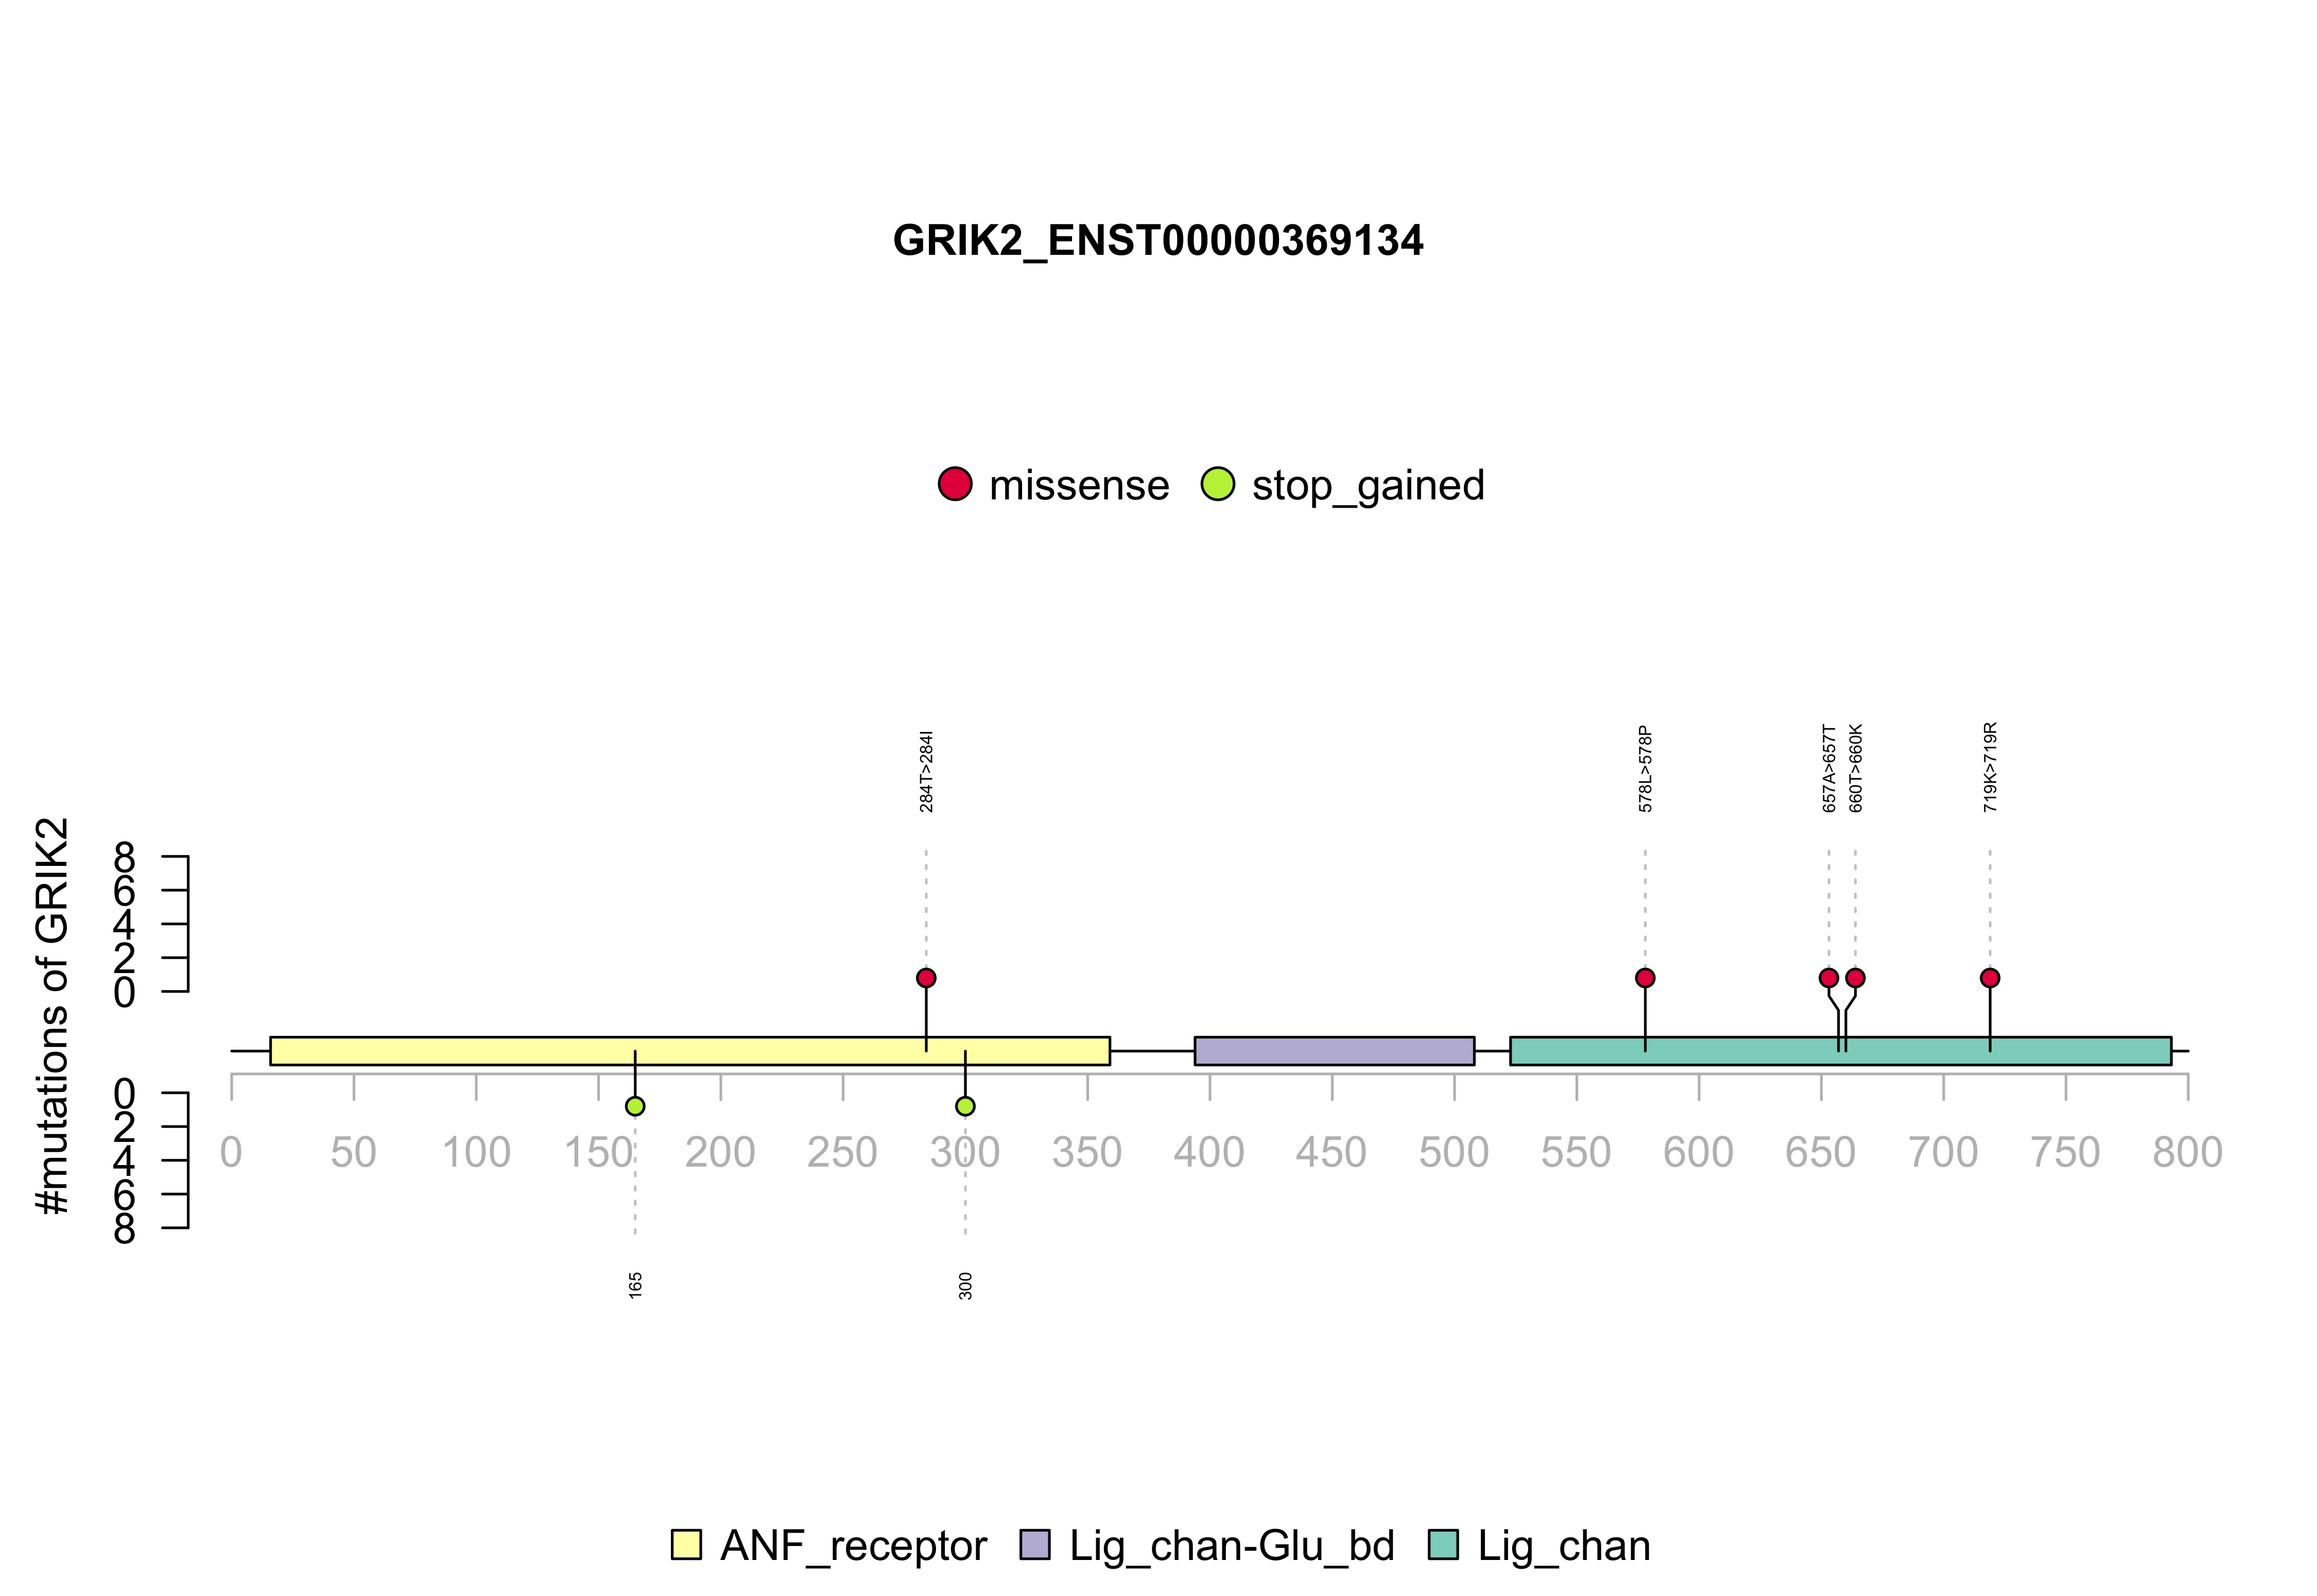 GRIK2_ENST00000369134
missense stop_gained
284T>284I 578L>578P 657A>657T 660T>660K 719K>719R
#mutations of GRIK2
8
6
4
2
0
0
2
4
6
8
0 50 100 150 200 250 300 350 400 450 500 550 600 650 700 750 800
165 300
ANF_receptor Lig_chan-Glu_bd Lig_chan